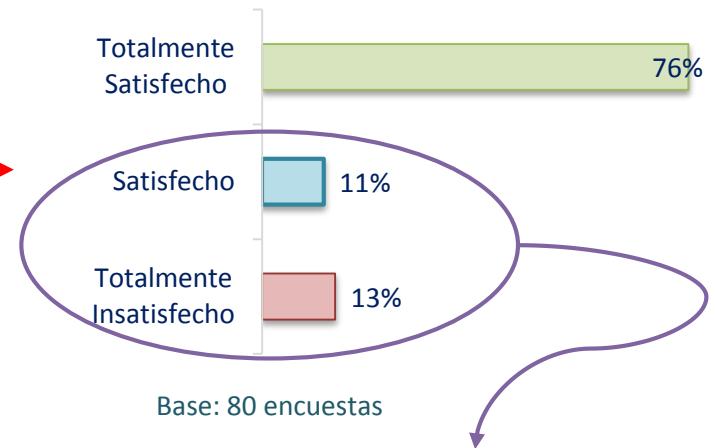 Totalmente
Satisfecho
76%
Satisfecho
11%
Totalmente
Insatisfecho
13%
Base: 80 encuestas